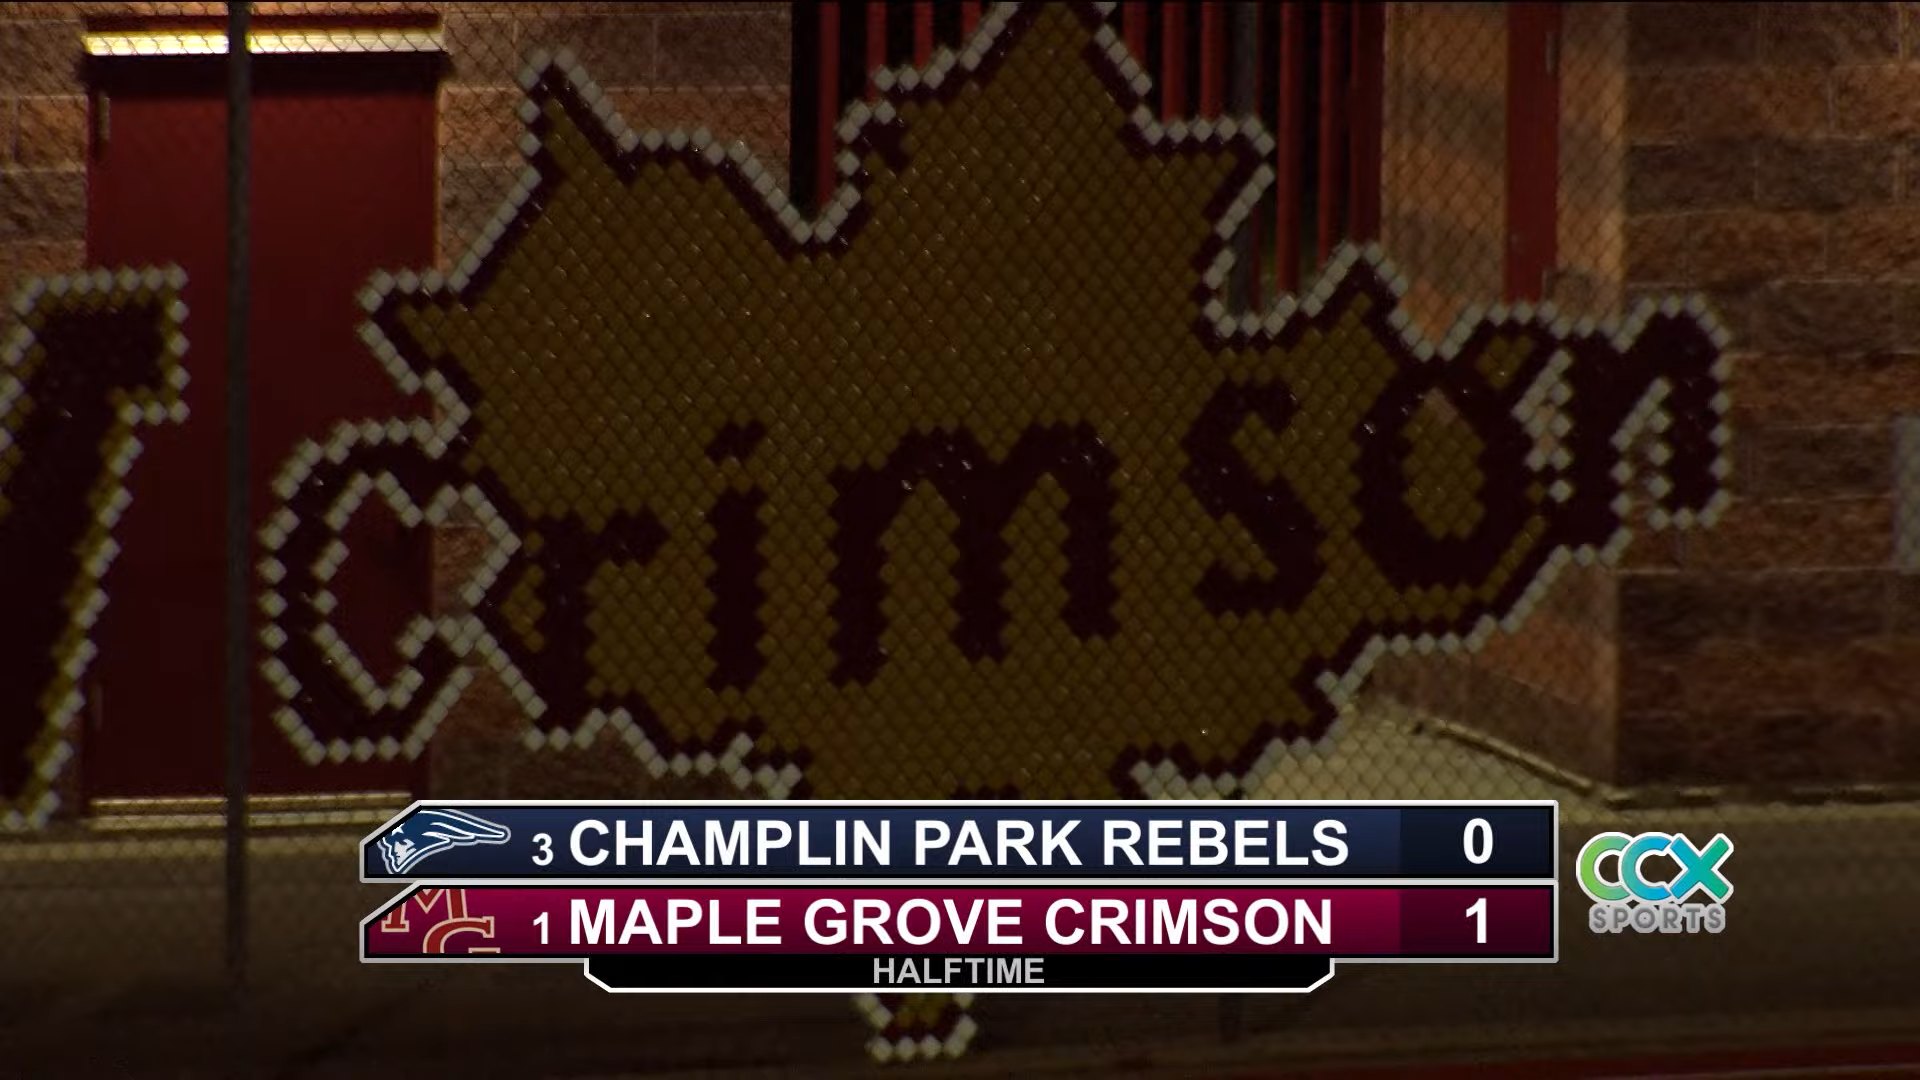 Crimson
3 CHAMPLIN PARK REBELS 0
MG
1 MAPLE GROVE CRIMSON 1
HALFTIME
CCX
SPORTS